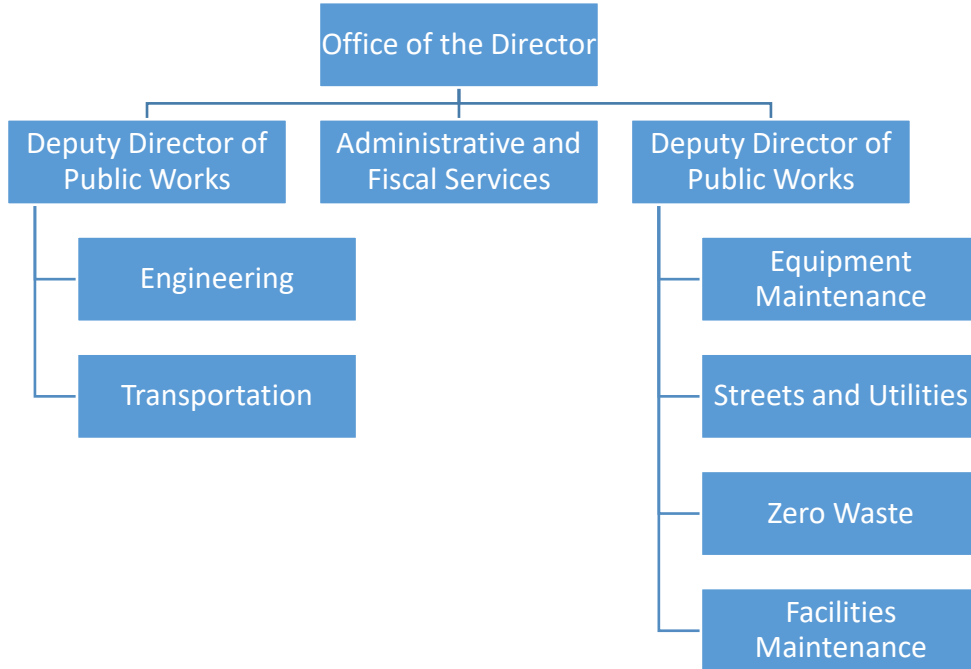 Office of the Director
Deputy Director of
Public Works
Administrative and
Fiscal Services
Deputy Director of
Public Works
Engineering
Transportation
Equipment
Maintenance
Streets and Utilities
Zero Waste
Facilities
Maintenance